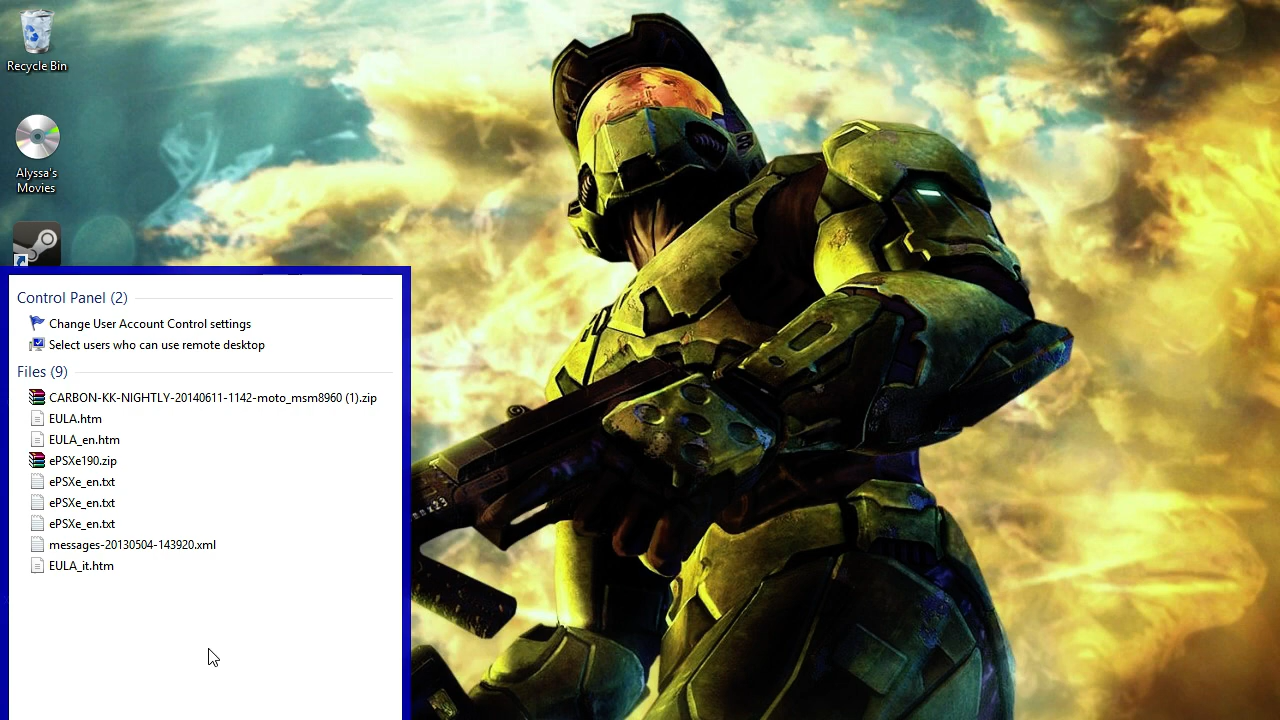 Recycle Bin
Alyssa's
Movies
Control Panel (2)
Change User Account Control settings
Select users who can use remote desktop
Files (9)
CARBON-KK-NIGHTLY-20140611-1142-moto_msm8960 (1).zip
EULA.htm
EULA_en.htm
ePSXe190.zip
ePSXe_en.txt
ePSXe_en.txt
ePSXe_en.txt
messages-20130504-143920.xml
EULA_it.htm